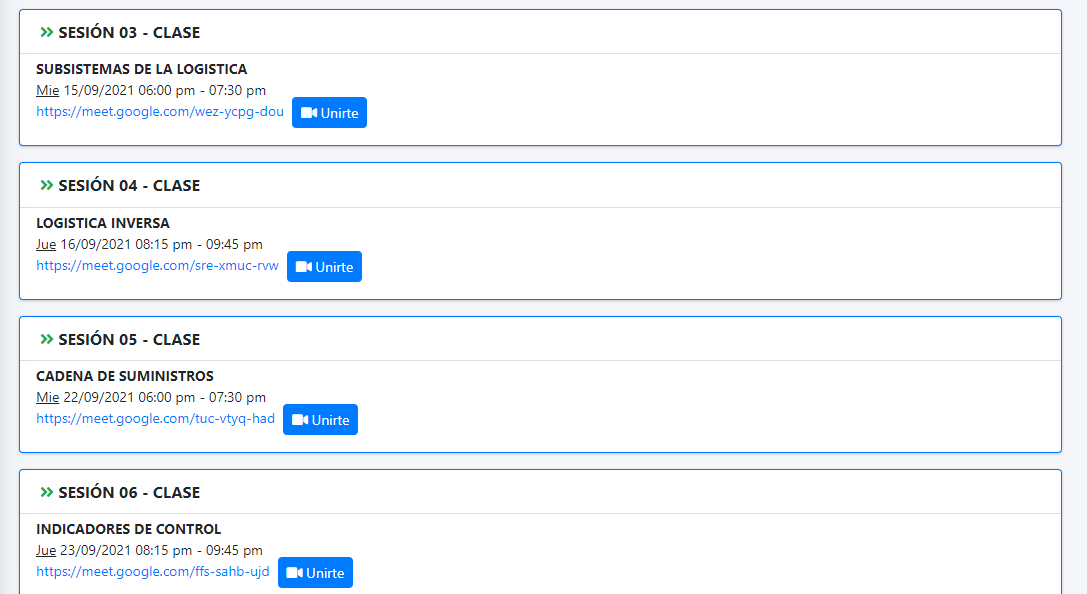 SESIÓN 03 - CLASE
SUBSISTEMAS DE LA LOGISTICA
Mie 15/09/2021 06:00 pm - 07:30 pm
https://meet.google.com/wez-ycpg-dou Unirte
SESIÓN 04 - CLASE
LOGISTICA INVERSA
Jue 16/09/2021 08:15 pm - 09:45 pm
https://meet.google.com/sre-xmuc-rvw Unirte
SESIÓN 05 - CLASE
CADENA DE SUMINISTROS
Mie 22/09/2021 06:00 pm - 07:30 pm
https://meet.google.com/tuc-vtyq-had Unirte
SESIÓN 06 - CLASE
INDICADORES DE CONTROL
Jue 23/09/2021 08:15 pm - 09:45 pm
https://meet.google.com/ffs-sahb-ujd Unirte